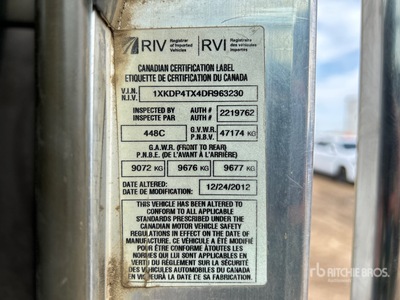 RIV Registrar of Imported Vehicles RVI Registraire des véhicules importés
CANADIAN CERTIFICATION LABEL
ETIQUETTE DE CERTIFICATION DU CANADA
V.I.N. N.I.V. 1XKDP4TX4DR963230
INSPECTED BY AUTH #
INSPECTE PAR AUTH # 2219762
448C G.V.W.R. P.N.B.V. 47174 KG
G.A.W.R. (FRONT TO REAR)
P.N.B.E. (DE L'AVANT À L'ARRIÈRE)
9072 KG 9676 KG 9677 KG
DATE ALTERED:
DATE DE MODIFICATION: 12/24/2012
THIS VEHICLE HAS BEEN ALTERED TO
CONFORM TO ALL APPLICABLE
STANDARDS PRESCRIBED UNDER THE
CANADIAN MOTOR VEHICLE SAFETY
REGULATIONS IN EFFECT ON THE DATE OF
MANUFACTURE. CE VÉHICULE A ÉTÉ MODIFIÉ
POUR ÊTRE CONFORME ÀTOUTES LES
NORMES QUI LUI SONT APPLICABLES EN
VERTU DU RÉGLEMENT SUR LA SÉCURITÉ
DES VÉHICULES AUTOMOBILES DU CANADA
EN VIGUEUR A LA DATE DE SA FABRICATION.
rb RITCHIE BROS.